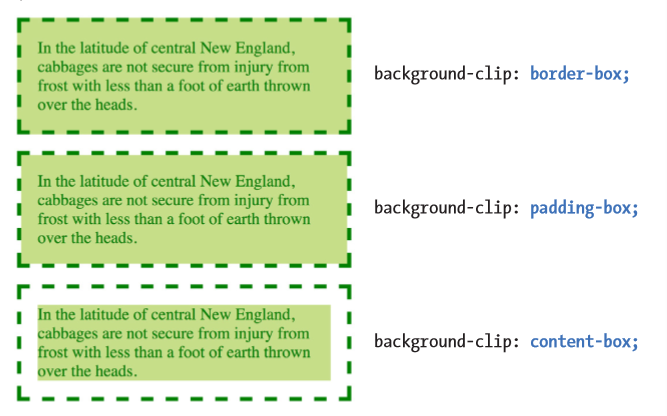 In the latitude of central New England,
cabbages are not secure from injury from
frost with less than a foot of earth thrown
over the heads.
background-clip: border-box;
In the latitude of central New England,
cabbages are not secure from injury from
frost with less than a foot of earth thrown
over the heads.
background-clip: padding-box;
In the latitude of central New England,
cabbages are not secure from injury from
frost with less than a foot of earth thrown
over the heads.
background-clip: content-box;